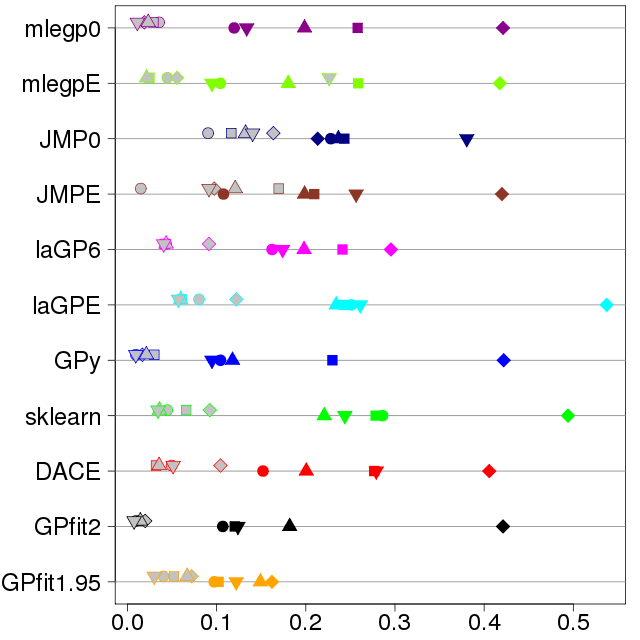 mlegp0
mlegpE
JMP0
JMPE
laGP6
laGPE
GPy
sklearn
DACE
GPfit2
GPfit1.95
0.0 0.1 0.2 0.3 0.4 0.5